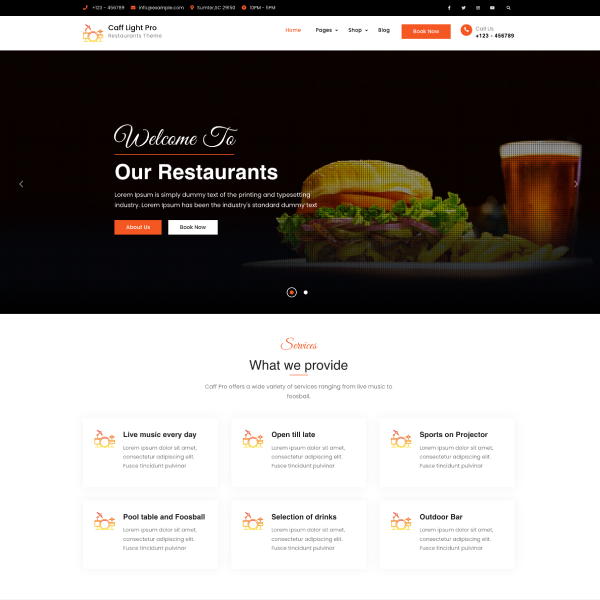 +123 - 456789 info@example.com Sumter,SC 29150 10PM - 5PM
Caff Light Pro
Restaurants Theme
Home Pages Shop Blog Book Now Call Us
+123 - 456789
Welcome To
Our Restaurants
Lorem Ipsum is simply dummy text of the printing and typesetting
industry. Lorem Ipsum has been the industry's standard dummy text
About Us Book Now
Services
What we provide
Caff Pro offers a wide variety of services ranging from live music to
foosball.
Live music every day Open till late Sports on Projector
Lorem ipsum dolor sit amet, Lorem ipsum dolor sit amet, Lorem ipsum dolor sit amet,
consectetur adipiscing elit. consectetur adipiscing elit. consectetur adipiscing elit.
Fusce tincidunt pulvinar Fusce tincidunt pulvinar Fusce tincidunt pulvinar
Pool table and Foosball Selection of drinks Outdoor Bar
Lorem ipsum dolor sit amet, Lorem ipsum dolor sit amet, Lorem ipsum dolor sit amet,
consectetur adipiscing elit. consectetur adipiscing elit. consectetur adipiscing elit.
Fusce tincidunt pulvinar Fusce tincidunt pulvinar Fusce tincidunt pulvinar